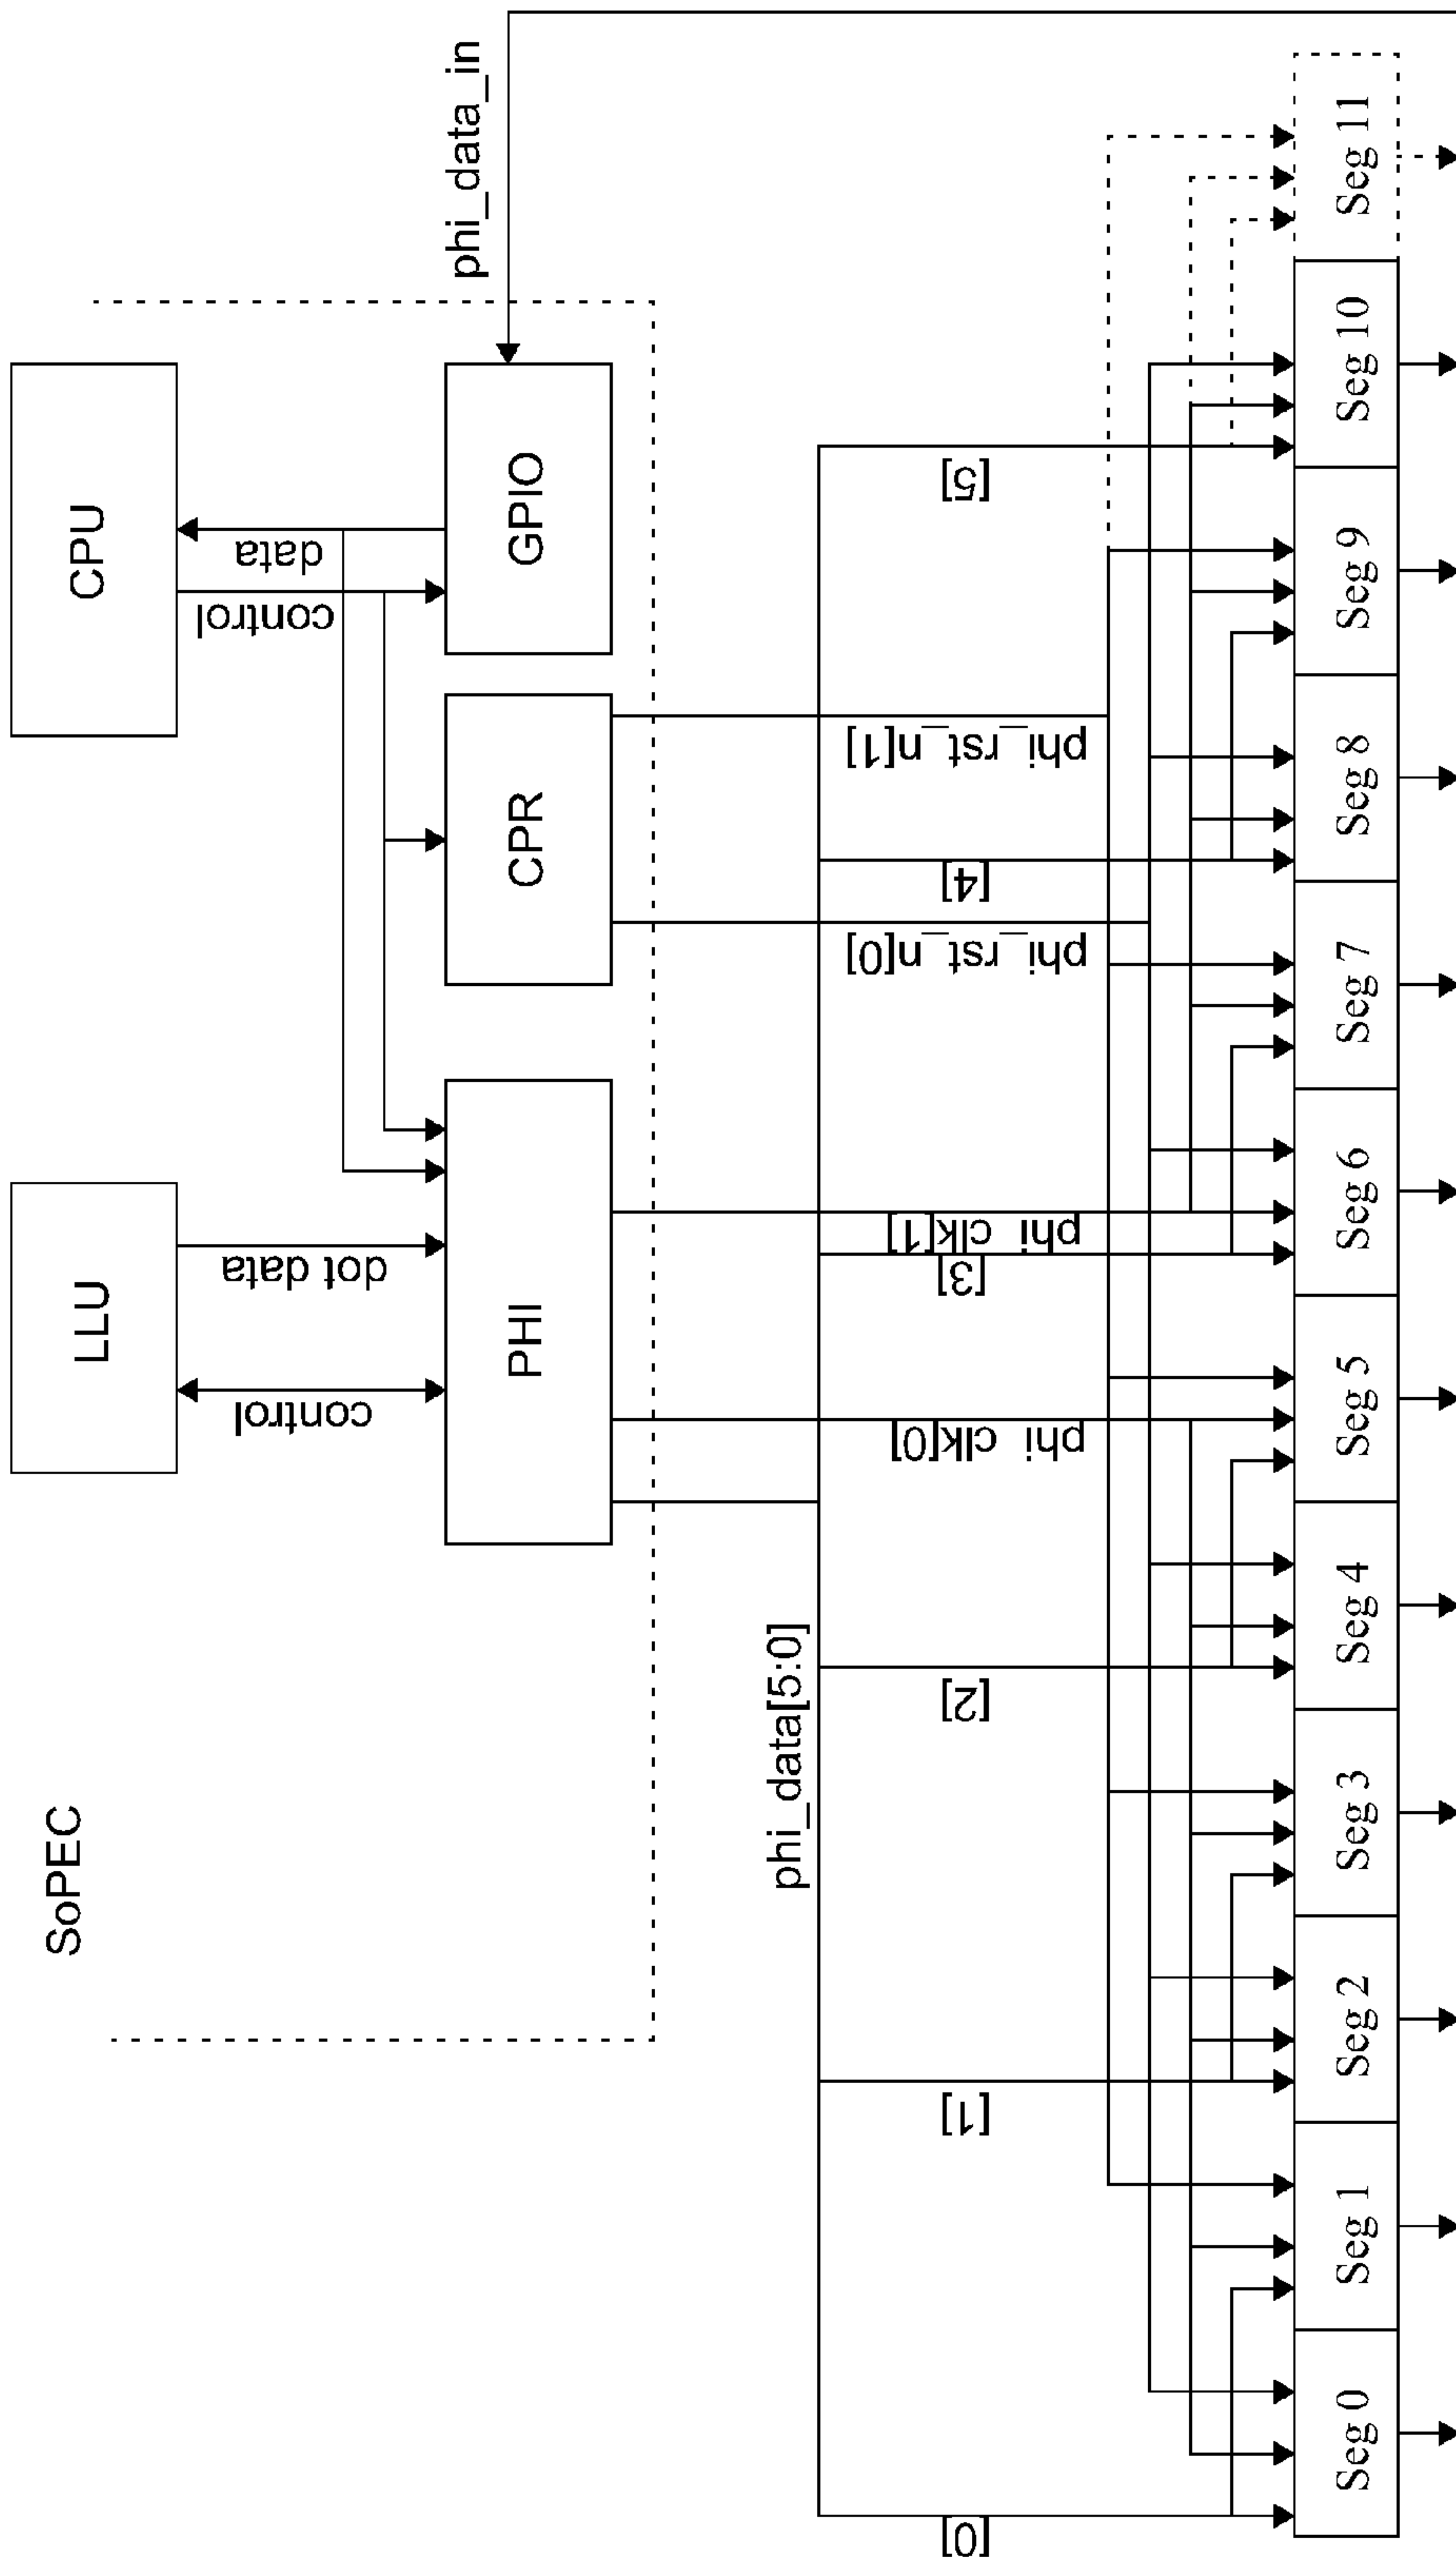 SoPEC
LLU
CPU
control
dot data
control
data
PHI
CPR
GPIO
phi_data_in
phi_data[5:0]
[0]
[1]
[2]
phi_clk[0]
[3]
phi_clk[1]
phi_rst_n[0]
[4]
phi_rst_n[1]
[5]
Seg 0
Seg 1
Seg 2
Seg 3
Seg 4
Seg 5
Seg 6
Seg 7
Seg 8
Seg 9
Seg 10
Seg 11